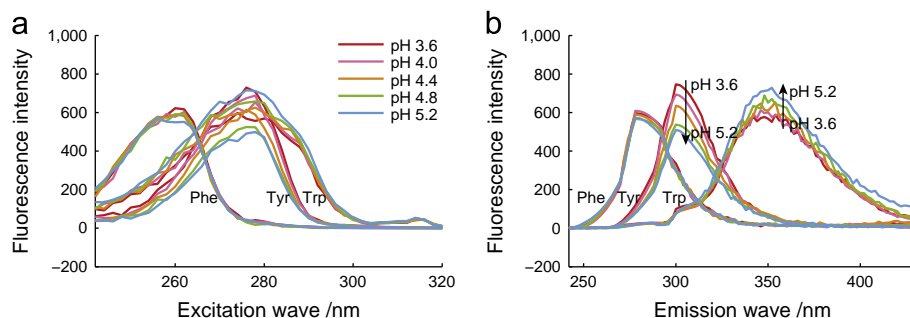 a
Fluorescence intensity
1,000
800
600
400
200
0
−200
260
280
300
320
Excitation wave /nm
pH 3.6
pH 4.0
pH 4.4
pH 4.8
pH 5.2
Phe
Tyr
Trp
b
Fluorescence intensity
1,000
800
600
400
200
0
−200
250
300
350
400
Emission wave /nm
pH 3.6
pH 5.2
pH 5.2
pH 3.6
Phe
Tyr
Trp